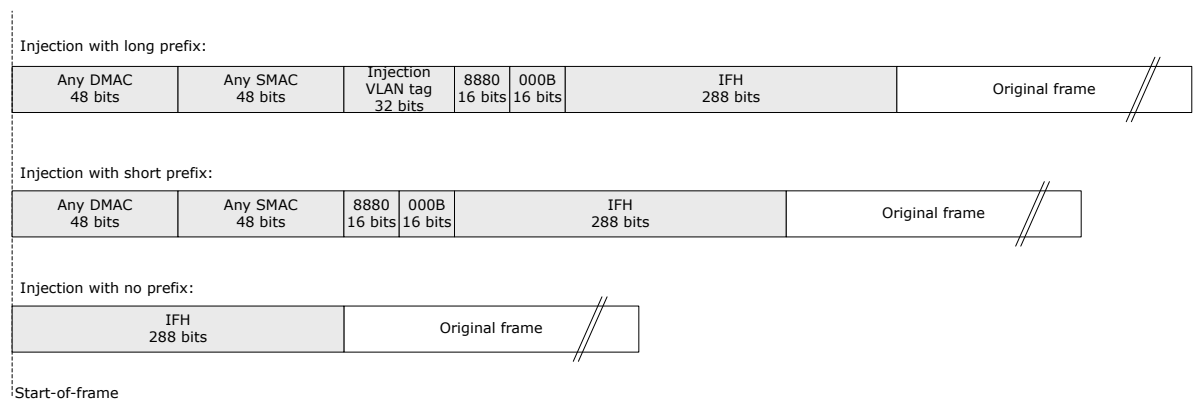 Injection with long prefix:
Any DMAC
48 bits
Any SMAC
48 bits
Injection
VLAN tag
32 bits
8880
16 bits
000B
16 bits
IFH
288 bits
Original frame
Injection with short prefix:
Any DMAC
48 bits
Any SMAC
48 bits
8880
16 bits
000B
16 bits
IFH
288 bits
Original frame
Injection with no prefix:
IFH
288 bits
Original frame
Start-of-frame